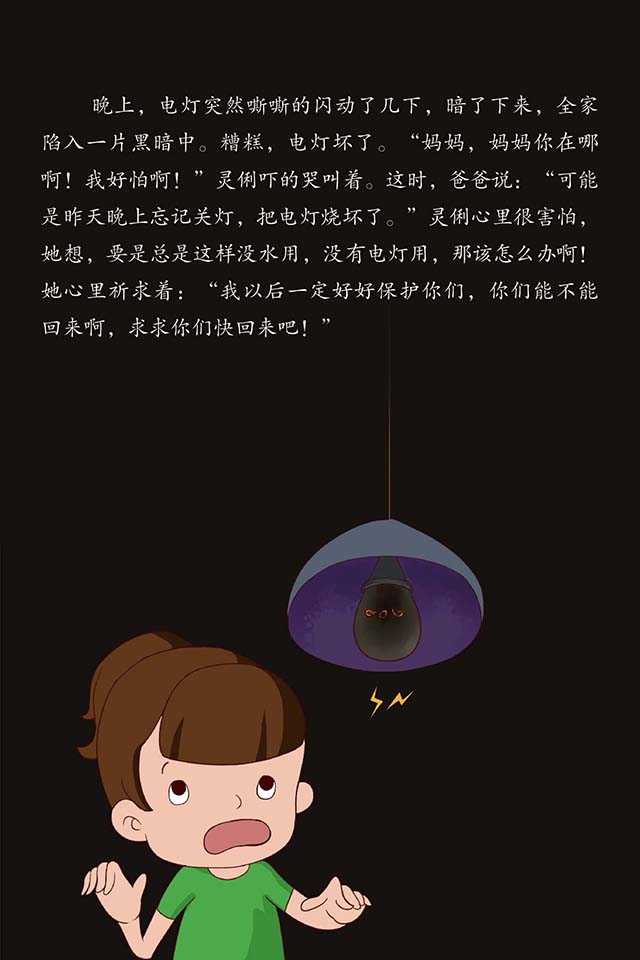 晚上，电灯突然嘶嘶的闪动了几下，暗了下来，全家
陷入一片黑暗中。糟糕，电灯坏了。“妈妈，妈妈你在哪
啊！我好怕啊！”灵俐吓的哭叫着。这时，爸爸说：“可能
是昨天晚上忘记关灯，把电灯烧坏了。”灵俐心里很害怕，
她想，要是总是这样没水用，没有电灯用，那该怎么办啊！
她心里祈求着：“我以后一定好好保护你们，你们能不能
回来啊，求求你们快回来吧！”